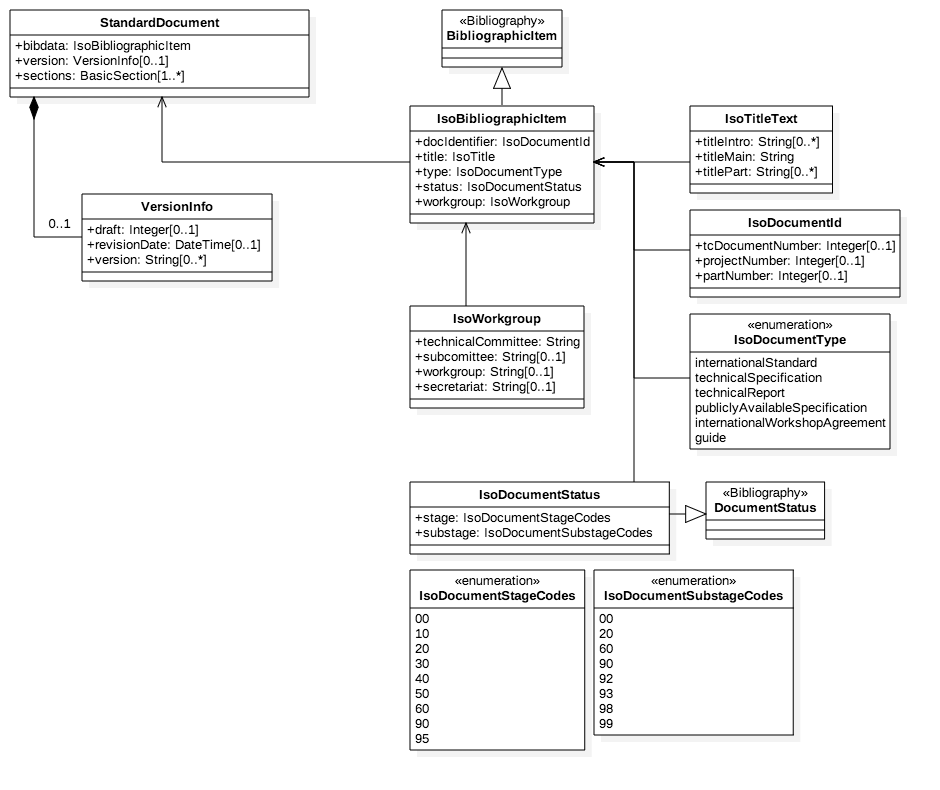 StandardDocument
+bibdata: IsoBibliographicItem
+version: VersionInfo[0..1]
+sections: BasicSection[1..*]
«Bibliography»
BibliographicItem
IsoBibliographicItem
+docIdentifier: IsoDocumentId
+title: IsoTitle
+type: IsoDocumentType
+status: IsoDocumentStatus
+workgroup: IsoWorkgroup
IsoTitleText
+titleIntro: String[0..*]
+titleMain: String
+titlePart: String[0..*]
0..1
VersionInfo
+draft: Integer[0..1]
+revisionDate: DateTime[0..1]
+version: String[0..*]
IsoDocumentId
+tcDocumentNumber: Integer[0..1]
+projectNumber: Integer[0..1]
+partNumber: Integer[0..1]
IsoWorkgroup
+technicalCommittee: String
+subcomittee: String[0..1]
+workgroup: String[0..1]
+secretariat: String[0..1]
«enumeration»
IsoDocumentType
internationalStandard
technicalSpecification
technicalReport
publiclyAvailableSpecification
internationalWorkshopAgreement
guide
IsoDocumentStatus
+stage: IsoDocumentStageCodes
+substage: IsoDocumentSubstageCodes
«Bibliography»
DocumentStatus
«enumeration»
IsoDocumentStageCodes
00
10
20
30
40
50
60
90
95
«enumeration»
IsoDocumentSubstageCodes
00
20
60
90
92
93
98
99